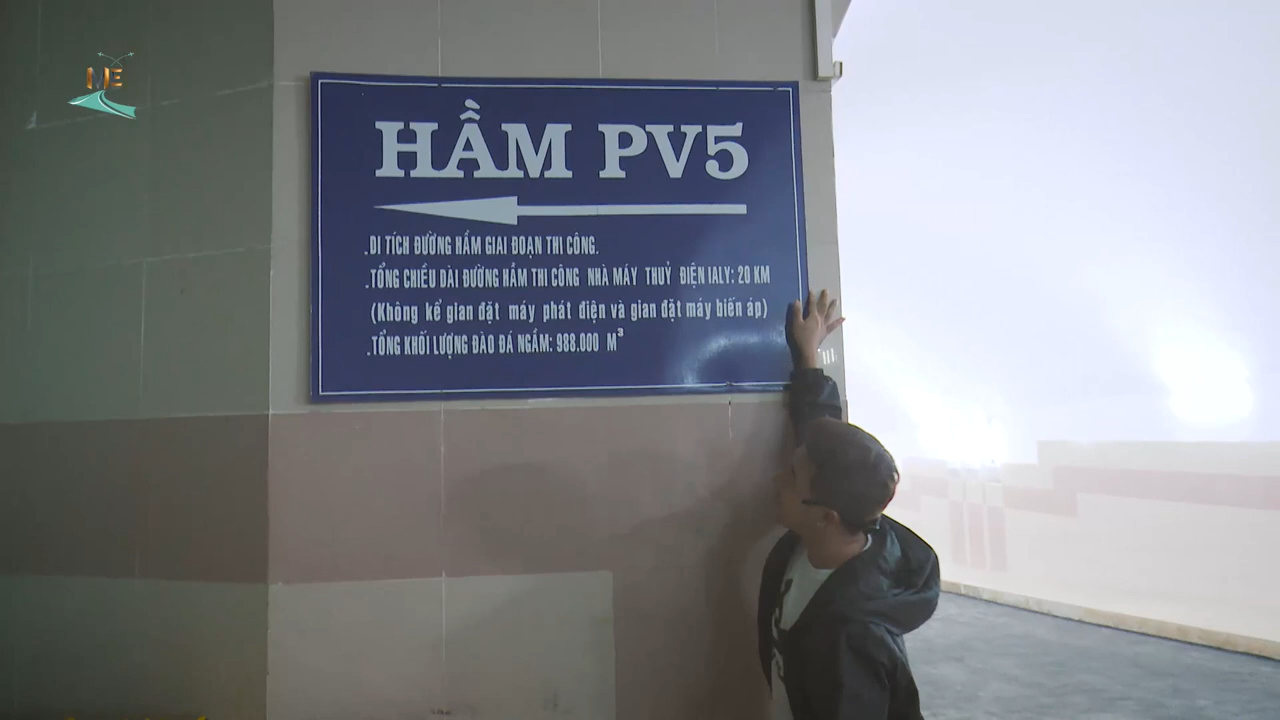 ME
HẦM PV5
.DI TÍCH ĐƯỜNG HẦM GIAI ĐOẠN THI CÔNG.
.TỔNG CHIỀU DÀI ĐƯỜNG HẦM THI CÔNG NHÀ MÁY THUỶ ĐIỆN IALY: 20 KM
(Không kể gian đặt máy phát điện và gian đặt máy biến áp)
.TỔNG KHỐI LƯỢNG ĐÀO ĐÁ NGẦM: 988.000 M³